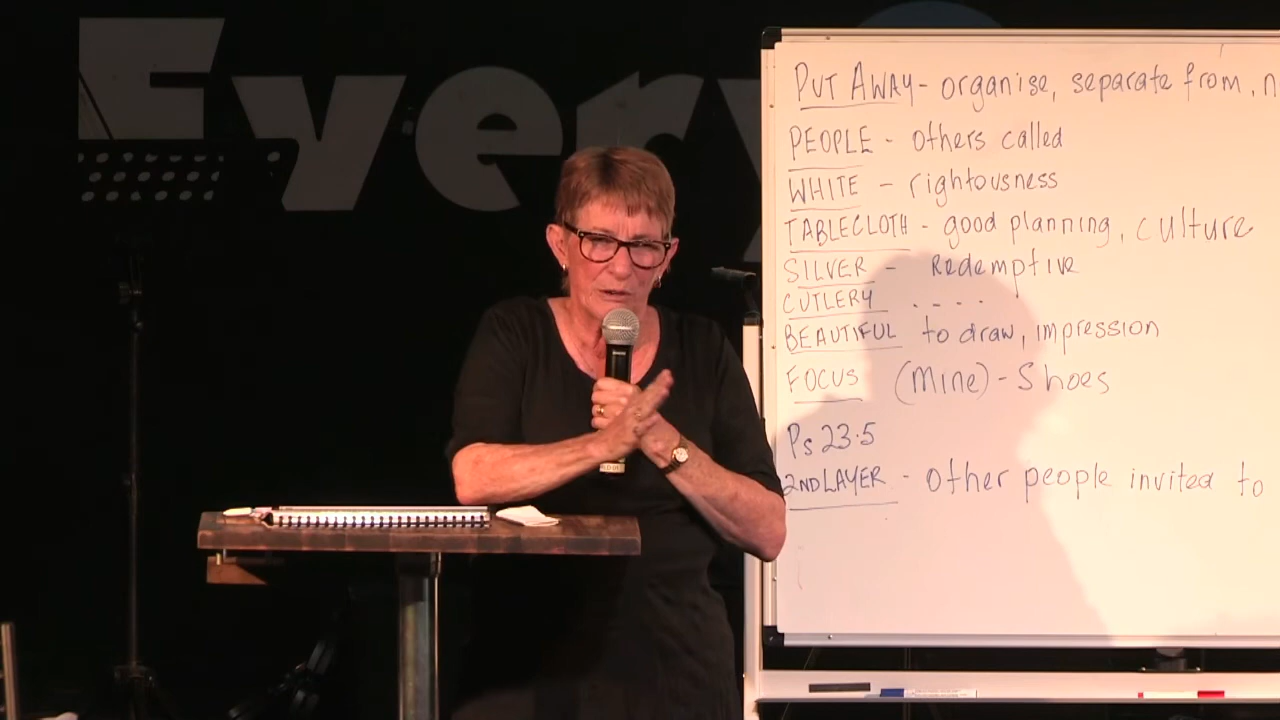 Every
PUT AWAY - organise, separate from, n
PEOPLE - others called
WHITE - rightousness
TABLECLOTH - good planning, culture
SILVER - Redemptive
CUTLERY ....
BEAUTIFUL to draw, impression
FOCUS (Mine) - Shoes
Ps 23.5
2ND LAYER - other people invited to